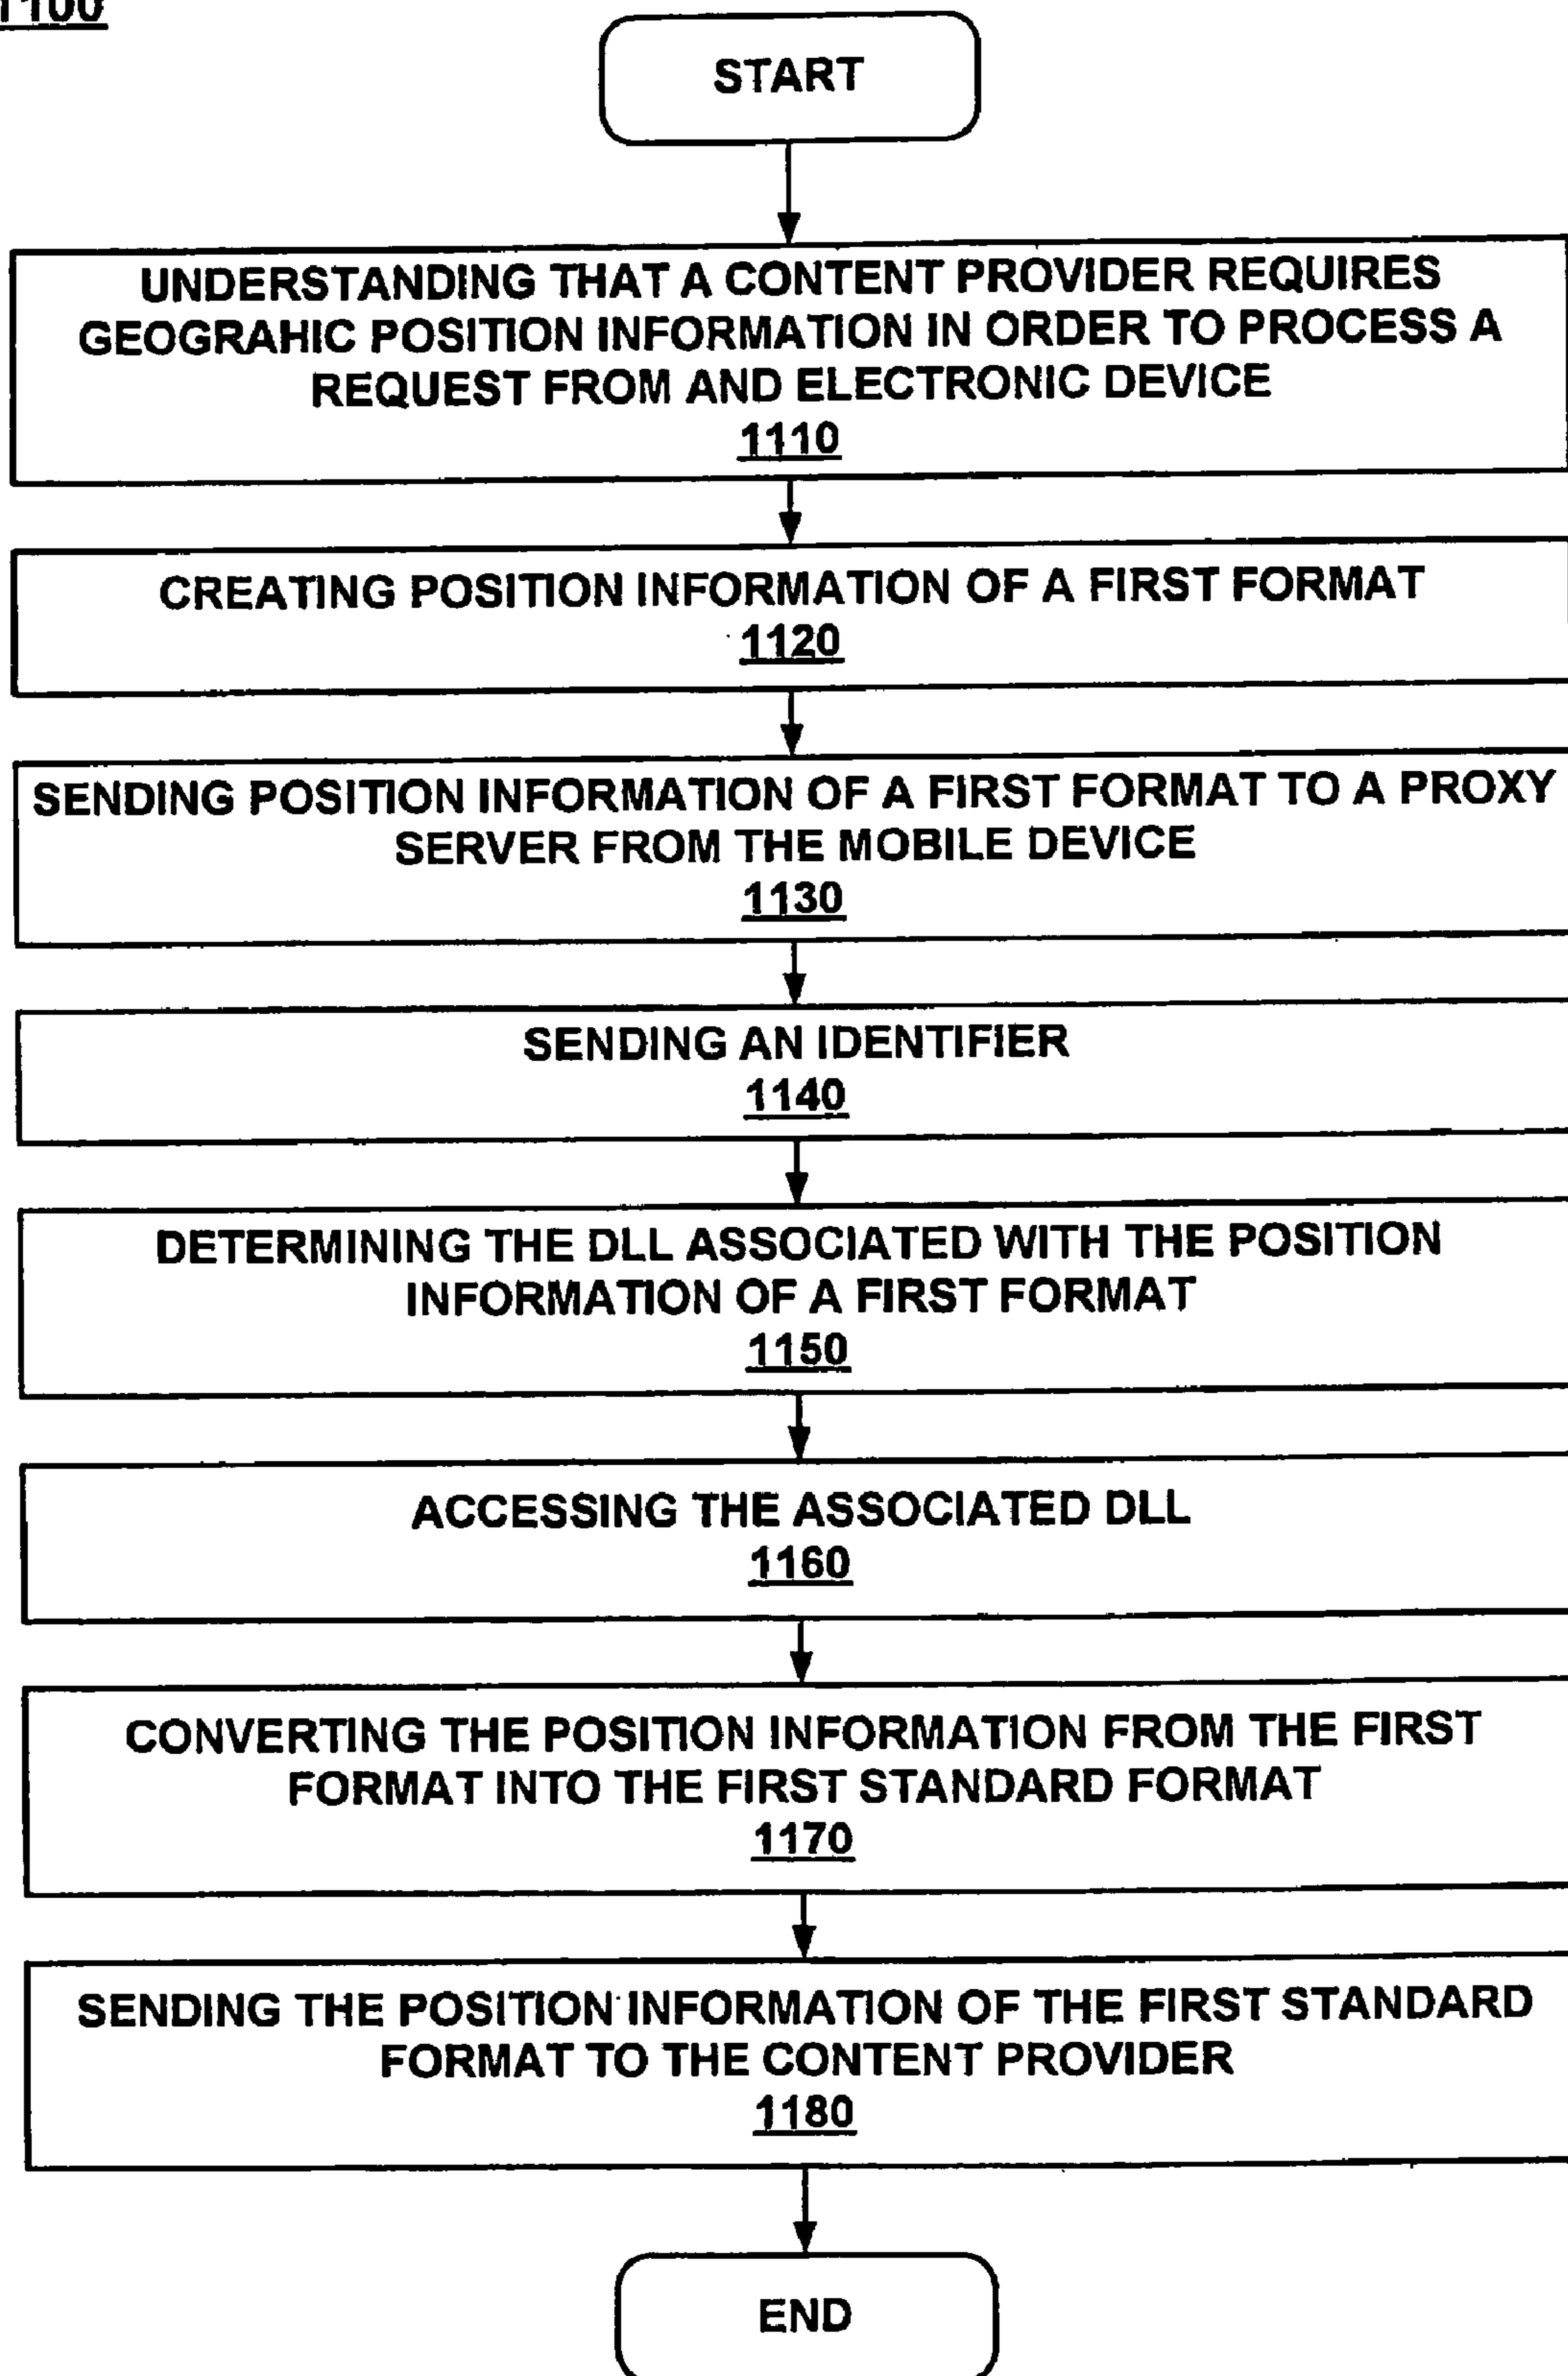 1100
START
UNDERSTANDING THAT A CONTENT PROVIDER REQUIRES
GEOGRAHIC POSITION INFORMATION IN ORDER TO PROCESS A
REQUEST FROM AND ELECTRONIC DEVICE
1110
CREATING POSITION INFORMATION OF A FIRST FORMAT
1120
SENDING POSITION INFORMATION OF A FIRST FORMAT TO A PROXY
SERVER FROM THE MOBILE DEVICE
1130
SENDING AN IDENTIFIER
1140
DETERMINING THE DLL ASSOCIATED WITH THE POSITION
INFORMATION OF A FIRST FORMAT
1150
ACCESSING THE ASSOCIATED DLL
1160
CONVERTING THE POSITION INFORMATION FROM THE FIRST
FORMAT INTO THE FIRST STANDARD FORMAT
1170
SENDING THE POSITION INFORMATION OF THE FIRST STANDARD
FORMAT TO THE CONTENT PROVIDER
1180
END